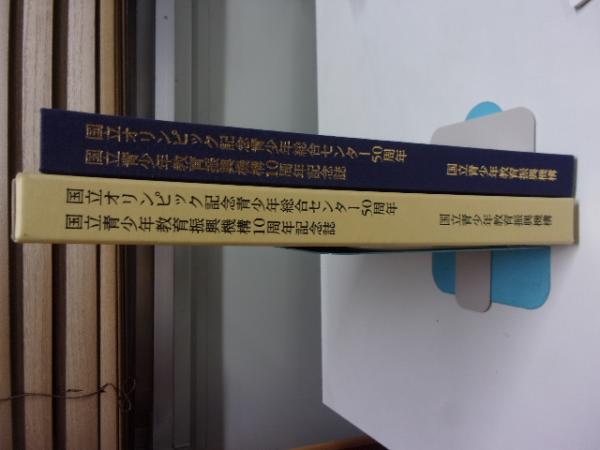 国立オリンピック記念青少年総合センター50周年
国立青少年教育振興機構10周年記念誌
国立青少年教育振興機構
国立オリンピック記念青少年総合センター50周年
国立青少年教育振興機構10周年記念誌
国立青少年教育振興機構